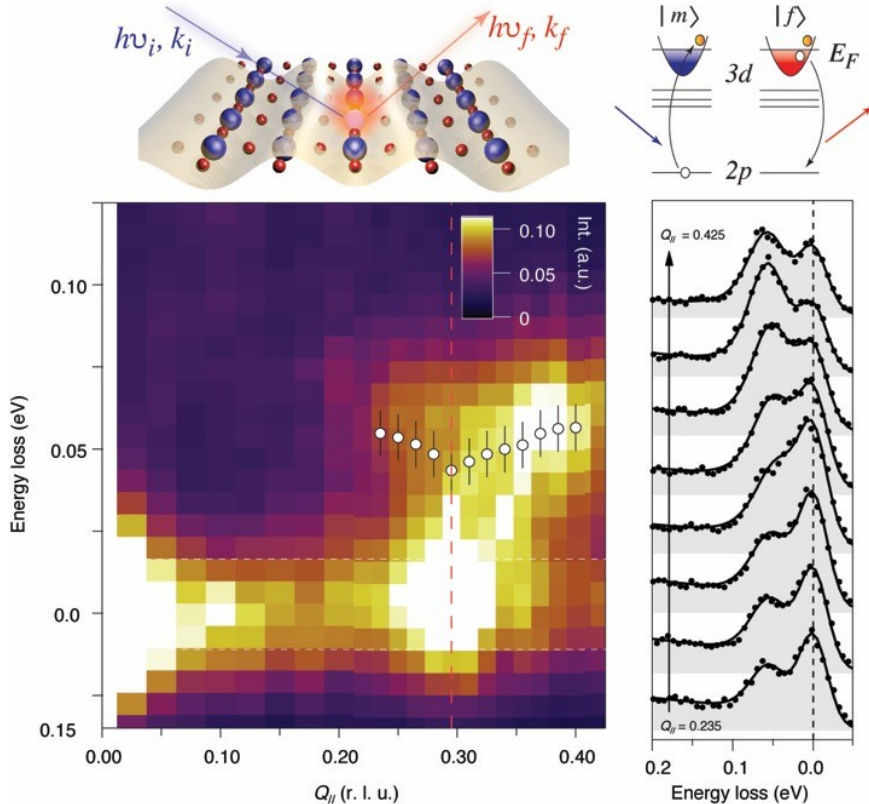 hυi, ki
hυf, kf
|m⟩ |f⟩
EF
3d
2p
Int. (a.u.)
0.10
0.05
0
0.10
0.05
0.0
0.15
Energy loss (eV)
0.00 0.10 0.20 0.30 0.40
Q// (r. l. u.)
Q// = 0.425
Q// = 0.235
0.2 0.1 0.0
Energy loss (eV)